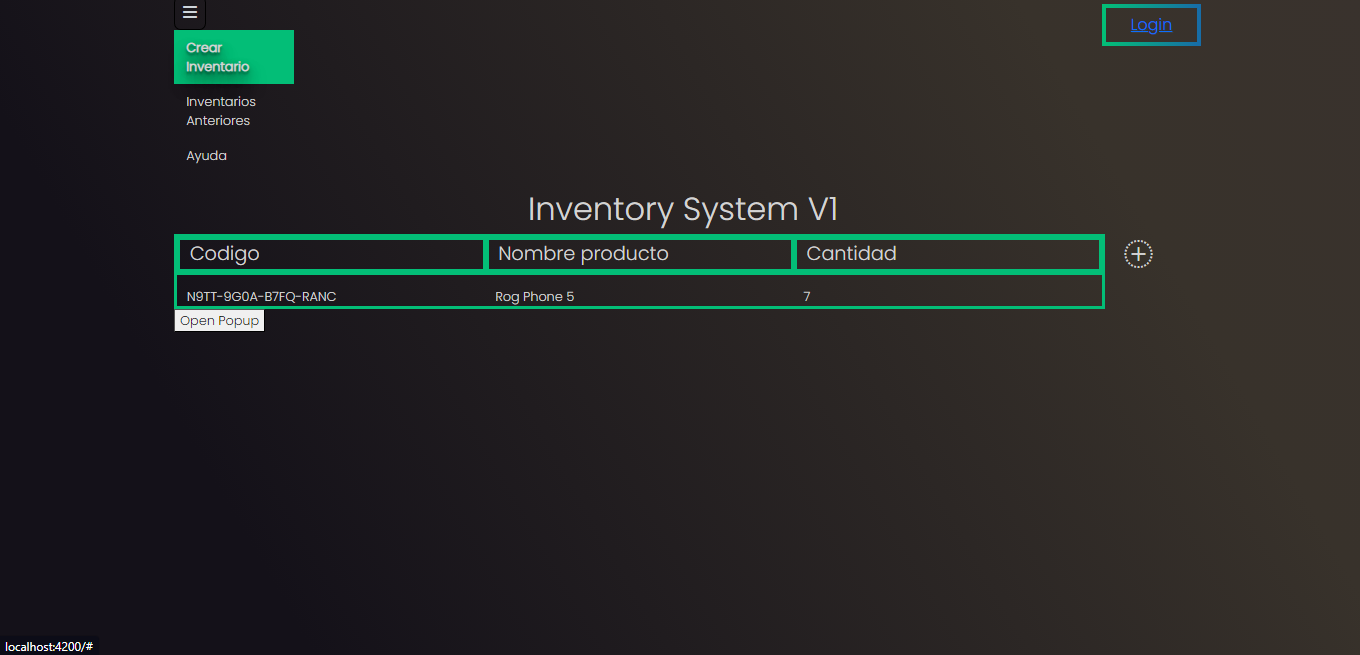 Login
Crear
Inventario
Inventarios
Anteriores
Ayuda
Inventory System V1
Codigo Nombre producto Cantidad
N9TT-9G0A-B7FQ-RANC Rog Phone 5 7
Open Popup
localhost:4200/#